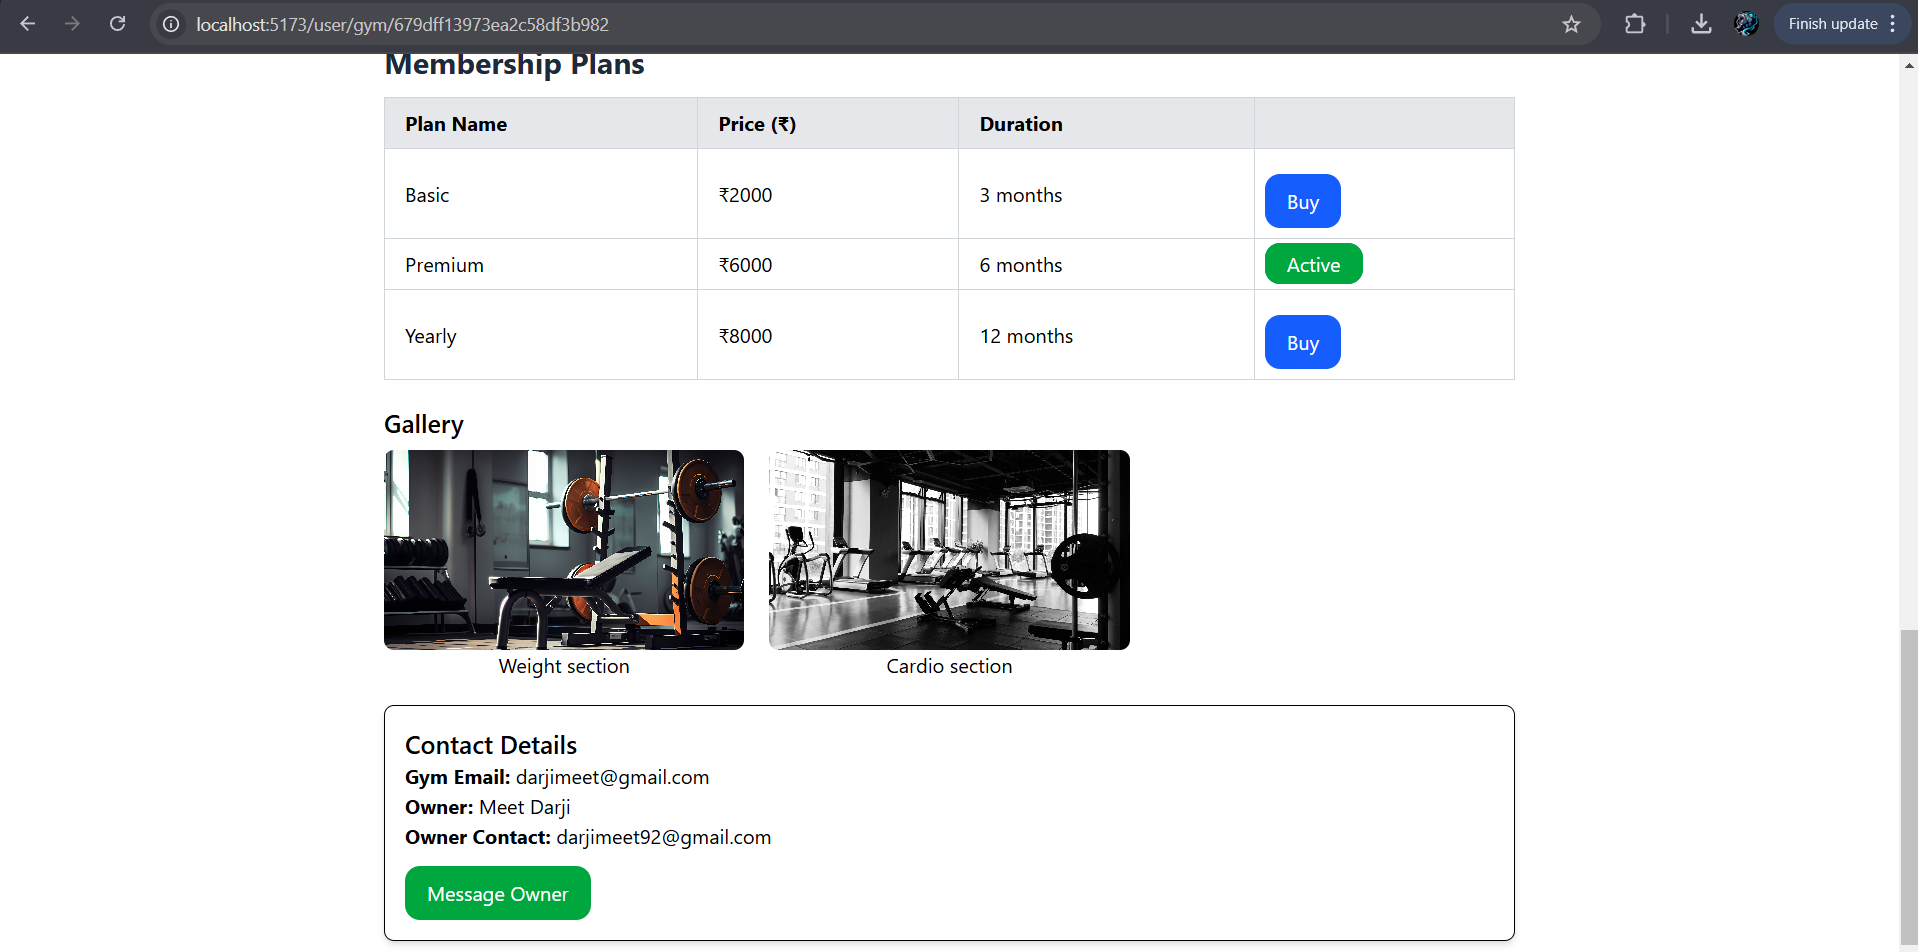 localhost:5173/user/gym/679dff13973ea2c58df3b982
Finish update
Membership Plans
Plan Name Price (₹) Duration
Basic ₹2000 3 months Buy
Premium ₹6000 6 months Active
Yearly ₹8000 12 months Buy
Gallery
Weight section Cardio section
Contact Details
Gym Email: darjimeet@gmail.com
Owner: Meet Darji
Owner Contact: darjimeet92@gmail.com
Message Owner